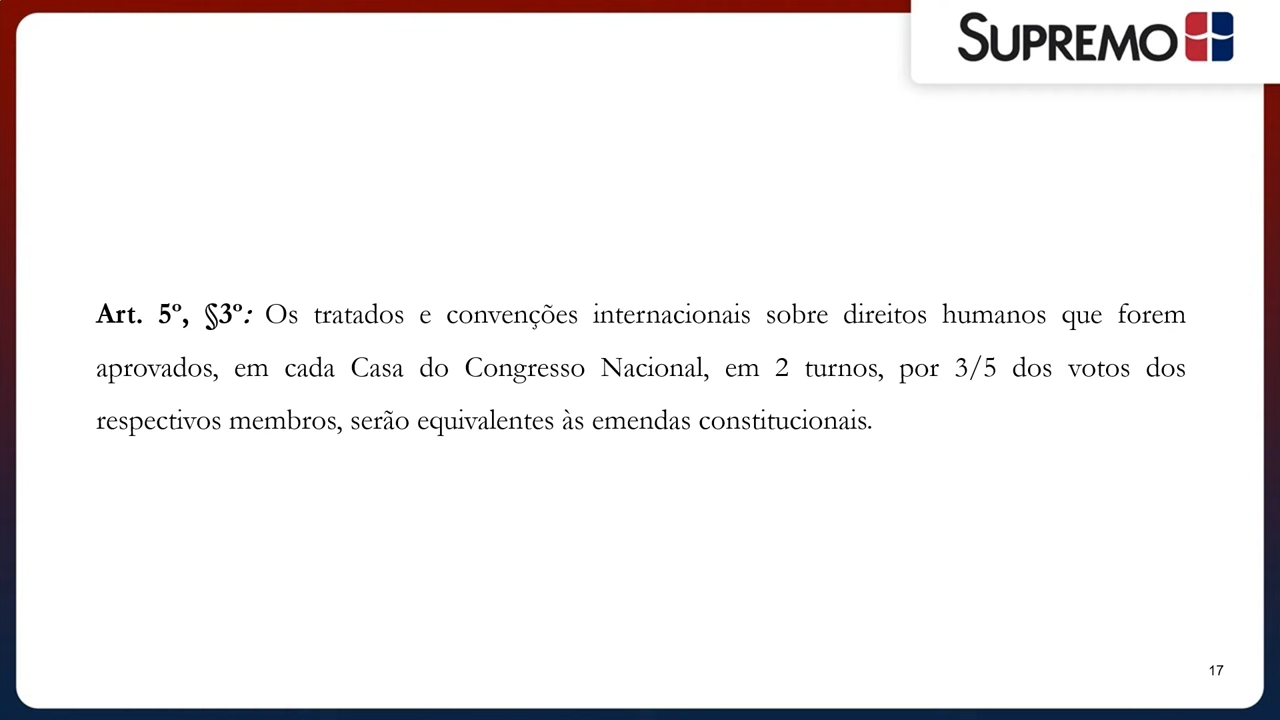 SUPREMO
Art. 5º, §3º: Os tratados e convenções internacionais sobre direitos humanos que forem
aprovados, em cada Casa do Congresso Nacional, em 2 turnos, por 3/5 dos votos dos
respectivos membros, serão equivalentes às emendas constitucionais.
17